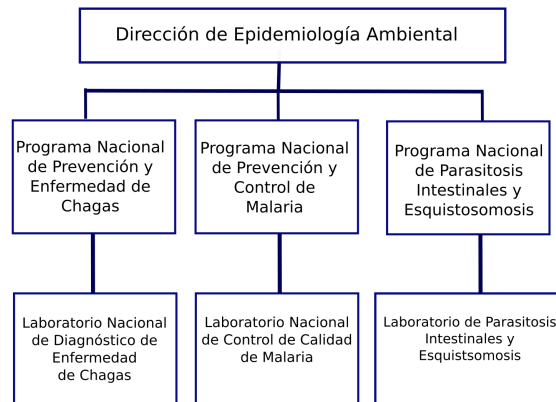 Dirección de Epidemiología Ambiental
Programa Nacional
de Prevención y
Enfermedad de
Chagas
Programa Nacional
de Prevención y
Control de
Malaria
Programa Nacional
de Parasitosis
Intestinales y
Esquistosomosis
Laboratorio Nacional
de Diagnóstico de
Enfermedad
de Chagas
Laboratorio Nacional
de Control de Calidad
de Malaria
Laboratorio de Parasitosis
Intestinales y
Esquistsomosis